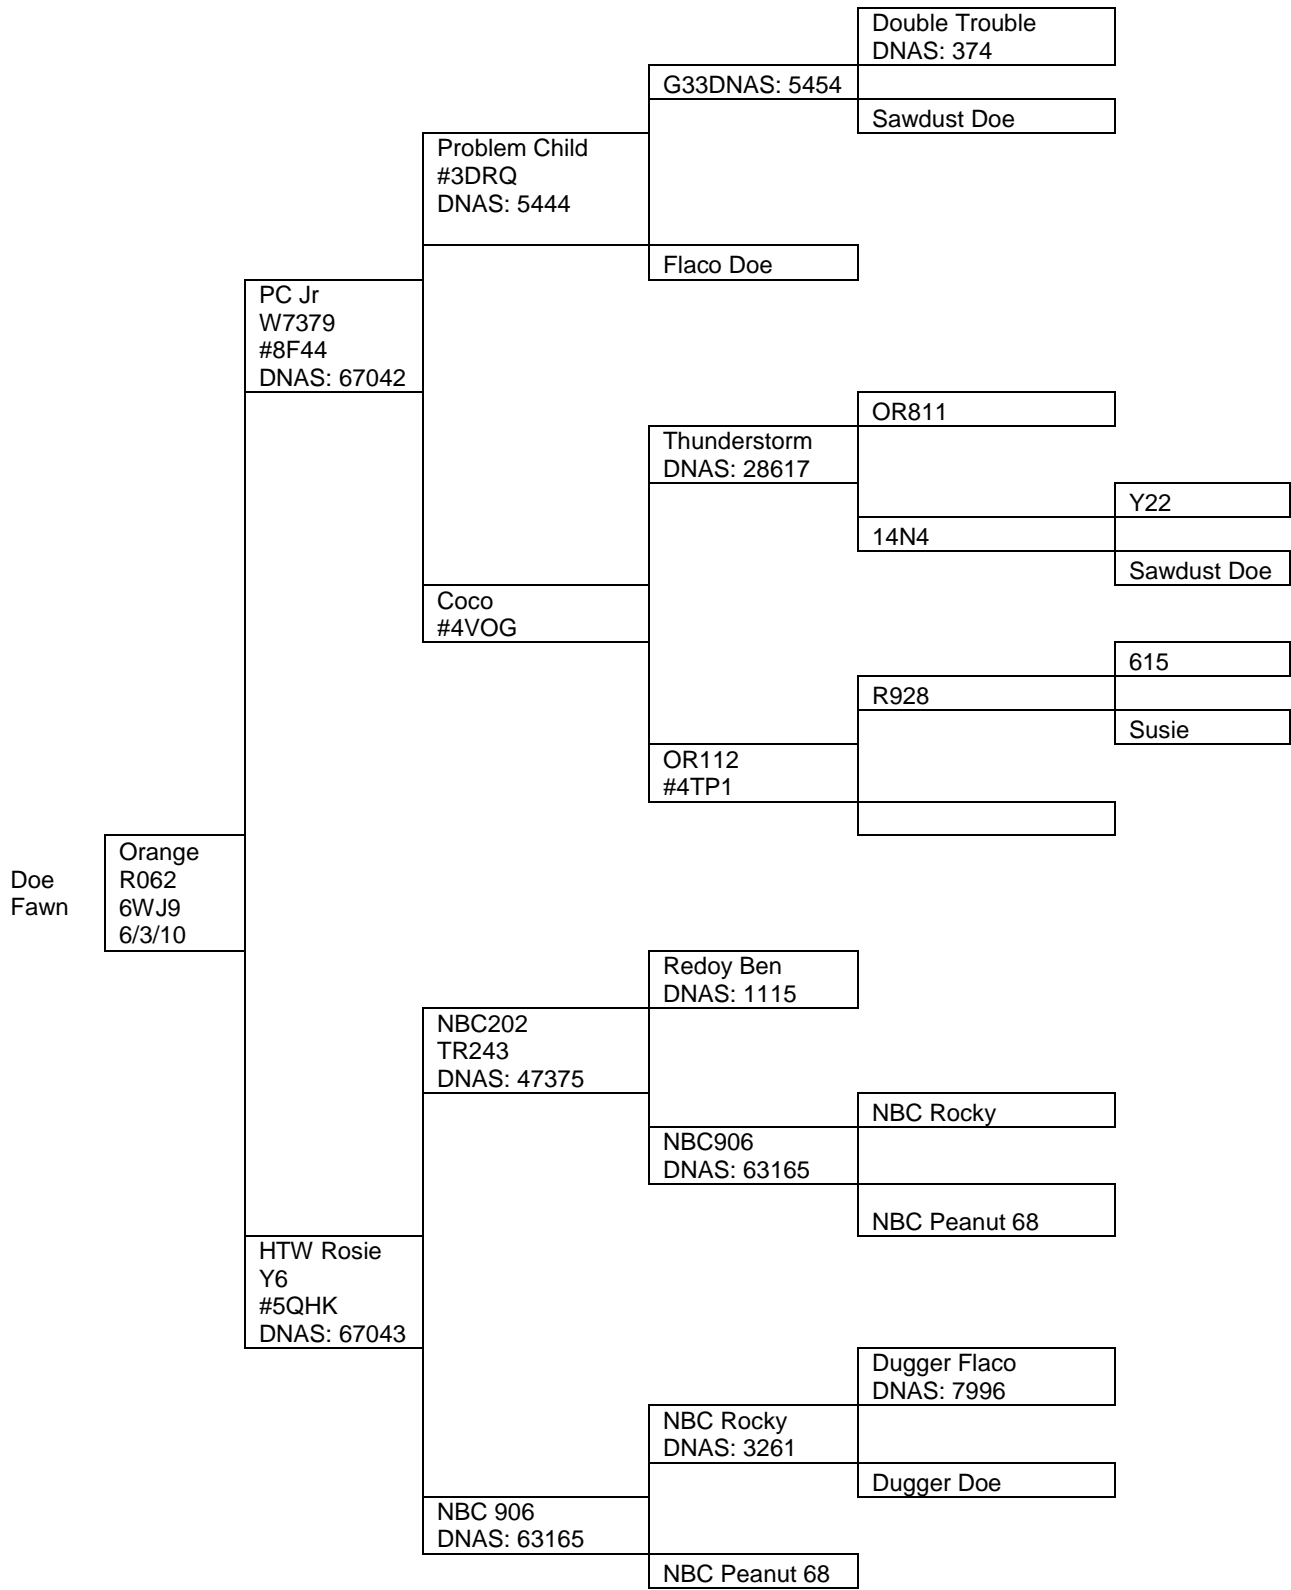 Double Trouble
DNAS: 374
G33DNAS: 5454
Sawdust Doe
Problem Child
#3DRQ
DNAS: 5444
Flaco Doe
PC Jr
W7379
#8F44
DNAS: 67042
OR811
Thunderstorm
DNAS: 28617
Y22
14N4
Sawdust Doe
Coco
#4VOG
615
R928
Susie
OR112
#4TP1
Doe
Fawn
Orange
R062
6WJ9
6/3/10
Redoy Ben
DNAS: 1115
NBC202
TR243
DNAS: 47375
NBC Rocky
NBC906
DNAS: 63165
NBC Peanut 68
HTW Rosie
Y6
#5QHK
DNAS: 67043
Dugger Flaco
DNAS: 7996
NBC Rocky
DNAS: 3261
Dugger Doe
NBC 906
DNAS: 63165
NBC Peanut 68